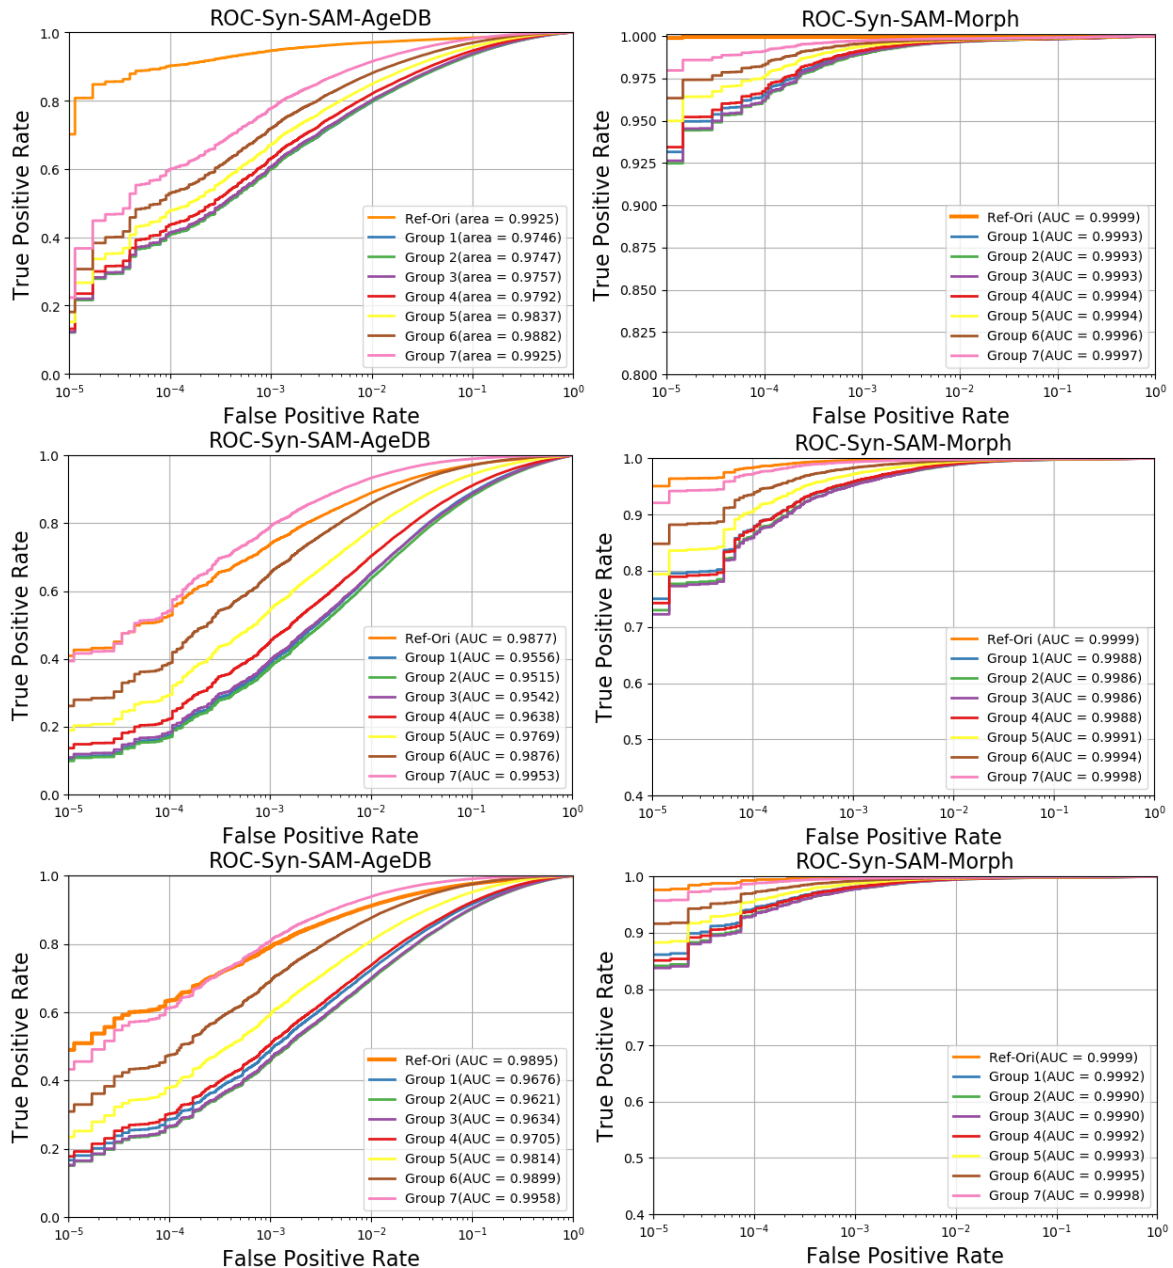 ROC-Syn-SAM-AgeDB
True Positive Rate
1.0
0.8
0.6
0.4
0.2
0.0
Ref-Ori (area = 0.9925)
Group 1(area = 0.9746)
Group 2(area = 0.9747)
Group 3(area = 0.9757)
Group 4(area = 0.9792)
Group 5(area = 0.9837)
Group 6(area = 0.9882)
Group 7(area = 0.9925)
10⁻⁵ 10⁻⁴ 10⁻³ 10⁻² 10⁻¹ 10⁰
False Positive Rate
ROC-Syn-SAM-Morph
True Positive Rate
1.000
0.975
0.950
0.925
0.900
0.875
0.850
0.825
0.800
Ref-Ori (AUC = 0.9999)
Group 1(AUC = 0.9993)
Group 2(AUC = 0.9993)
Group 3(AUC = 0.9993)
Group 4(AUC = 0.9994)
Group 5(AUC = 0.9994)
Group 6(AUC = 0.9996)
Group 7(AUC = 0.9997)
10⁻⁵ 10⁻⁴ 10⁻³ 10⁻² 10⁻¹ 10⁰
False Positive Rate
ROC-Syn-SAM-AgeDB
True Positive Rate
1.0
0.8
0.6
0.4
0.2
0.0
Ref-Ori (AUC = 0.9877)
Group 1(AUC = 0.9556)
Group 2(AUC = 0.9515)
Group 3(AUC = 0.9542)
Group 4(AUC = 0.9638)
Group 5(AUC = 0.9769)
Group 6(AUC = 0.9876)
Group 7(AUC = 0.9953)
10⁻⁵ 10⁻⁴ 10⁻³ 10⁻² 10⁻¹ 10⁰
False Positive Rate
ROC-Syn-SAM-Morph
True Positive Rate
1.0
0.9
0.8
0.7
0.6
0.5
0.4
Ref-Ori (AUC = 0.9999)
Group 1(AUC = 0.9988)
Group 2(AUC = 0.9986)
Group 3(AUC = 0.9986)
Group 4(AUC = 0.9988)
Group 5(AUC = 0.9991)
Group 6(AUC = 0.9994)
Group 7(AUC = 0.9998)
10⁻⁵ 10⁻⁴ 10⁻³ 10⁻² 10⁻¹ 10⁰
False Positive Rate
ROC-Syn-SAM-AgeDB
True Positive Rate
1.0
0.8
0.6
0.4
0.2
0.0
Ref-Ori (AUC = 0.9895)
Group 1(AUC = 0.9676)
Group 2(AUC = 0.9621)
Group 3(AUC = 0.9634)
Group 4(AUC = 0.9705)
Group 5(AUC = 0.9814)
Group 6(AUC = 0.9899)
Group 7(AUC = 0.9958)
10⁻⁵ 10⁻⁴ 10⁻³ 10⁻² 10⁻¹ 10⁰
False Positive Rate
ROC-Syn-SAM-Morph
True Positive Rate
1.0
0.9
0.8
0.7
0.6
0.5
0.4
Ref-Ori(AUC = 0.9999)
Group 1(AUC = 0.9992)
Group 2(AUC = 0.9990)
Group 3(AUC = 0.9990)
Group 4(AUC = 0.9992)
Group 5(AUC = 0.9993)
Group 6(AUC = 0.9995)
Group 7(AUC = 0.9998)
10⁻⁵ 10⁻⁴ 10⁻³ 10⁻² 10⁻¹ 10⁰
False Positive Rate